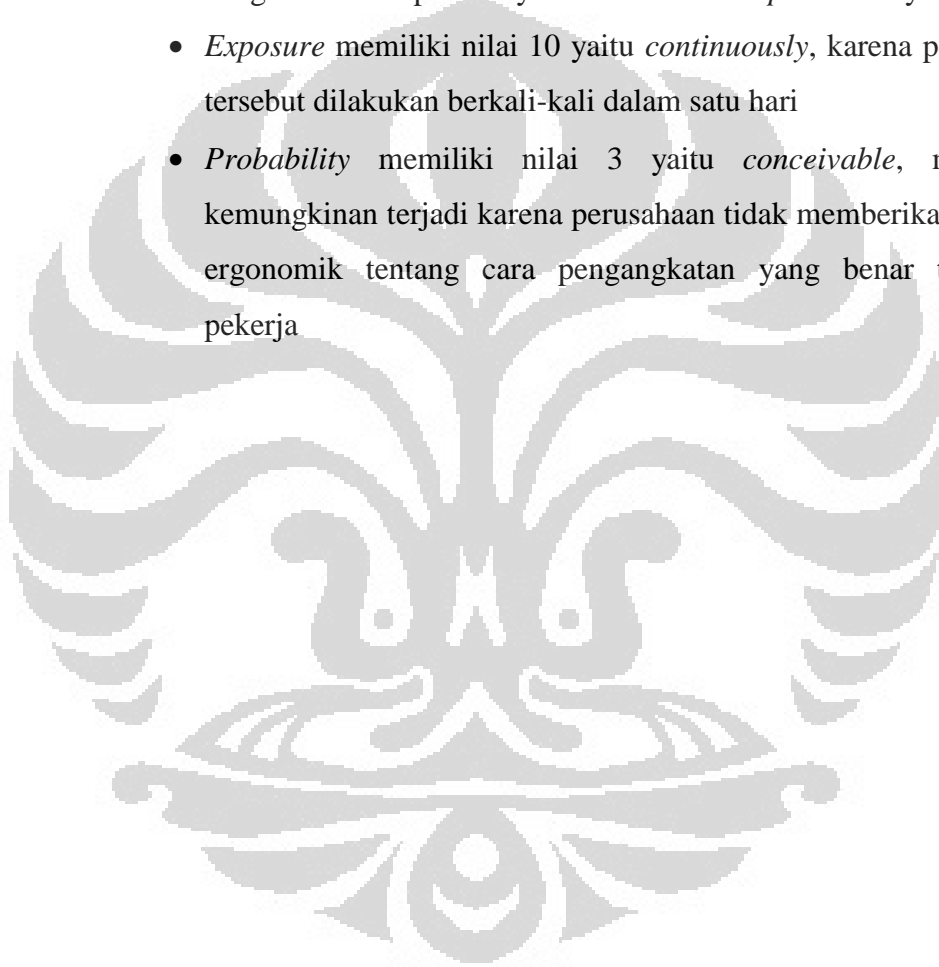 • Exposure memiliki nilai 10 yaitu continuously, karena
tersebut dilakukan berkali-kali dalam satu hari
• Probability memiliki nilai 3 yaitu conceivable,
kemungkinan terjadi karena perusahaan tidak
ergonomik tentang cara pengangkatan yang benar
pekerja